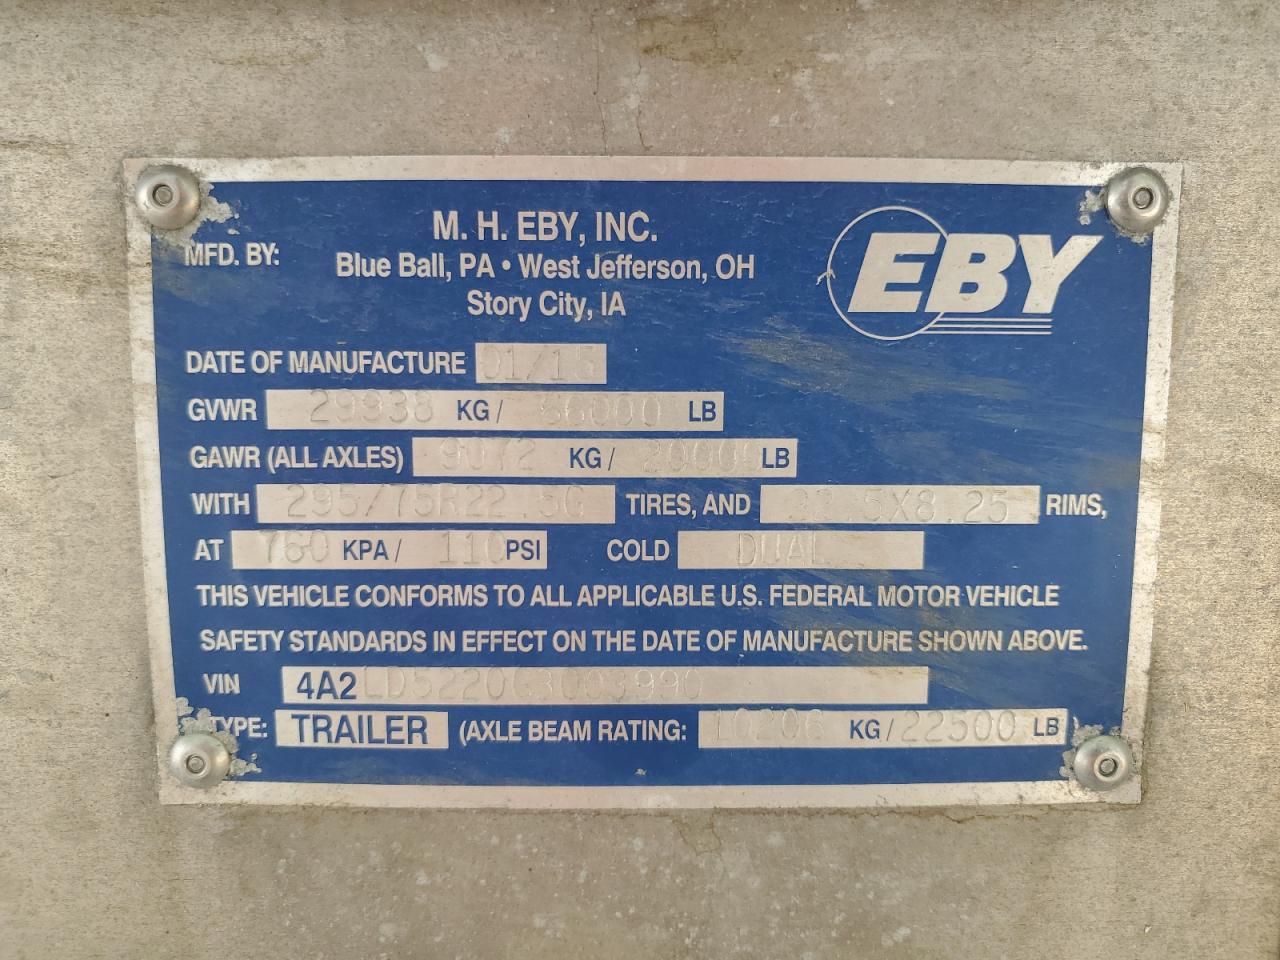 M. H. EBY, INC.
MFD. BY: Blue Ball, PA • West Jefferson, OH
Story City, IA
EBY
DATE OF MANUFACTURE 01/15
GVWR 29938 KG/ 66000 LB
GAWR (ALL AXLES) 9072 KG/ 20000 LB
WITH 295/75R22.5G TIRES, AND 22.5X8.25 RIMS,
AT 760 KPA/ 110 PSI COLD DUAL
THIS VEHICLE CONFORMS TO ALL APPLICABLE U.S. FEDERAL MOTOR VEHICLE
SAFETY STANDARDS IN EFFECT ON THE DATE OF MANUFACTURE SHOWN ABOVE.
VIN 4A2LD5220G3003990
TYPE: TRAILER (AXLE BEAM RATING: 10206 KG/22500 LB)